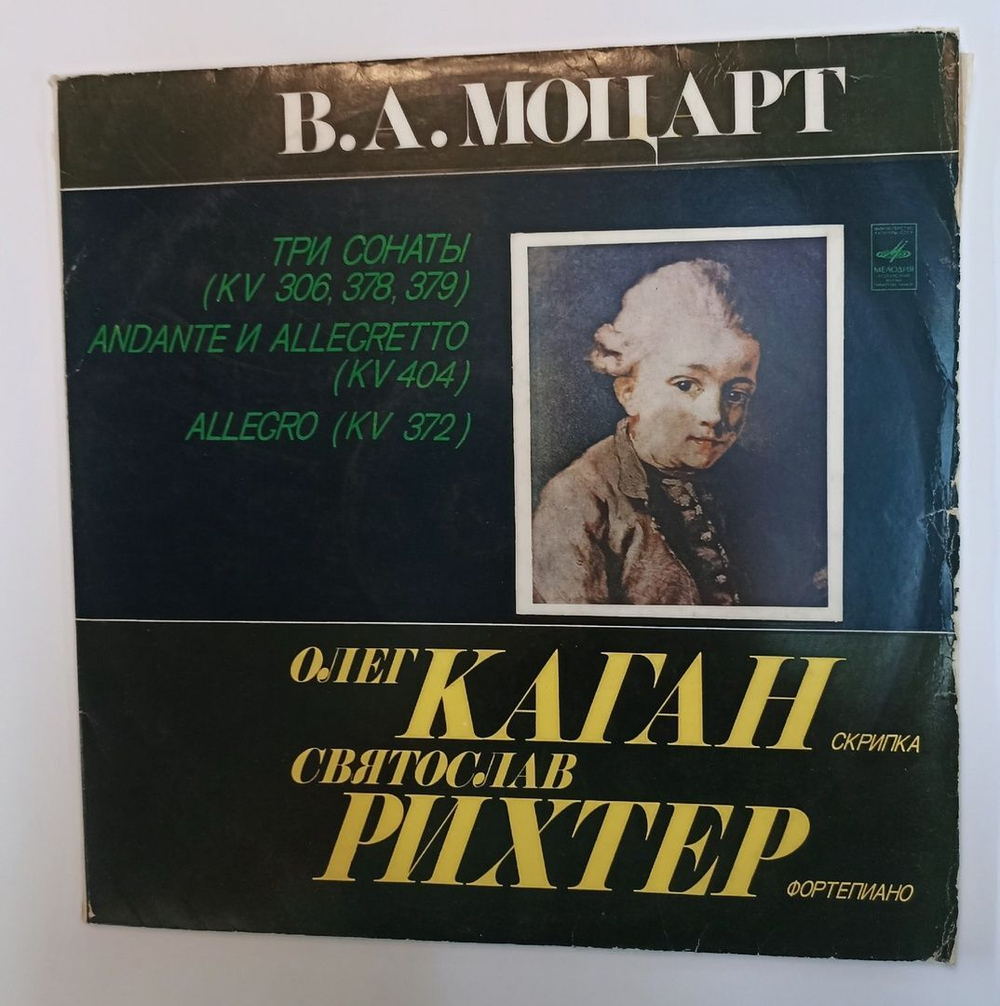 В.А.МОЦАРТ
ТРИ СОНАТЫ
(KV 306, 378, 379)
ANDANTE И ALLEGRETTO
(KV 404)
ALLEGRO (KV 372)
МЕЛОДИЯ
ОЛЕГ КАГАН СКРИПКА
СВЯТОСЛАВ
РИХТЕР ФОРТЕПИАНО